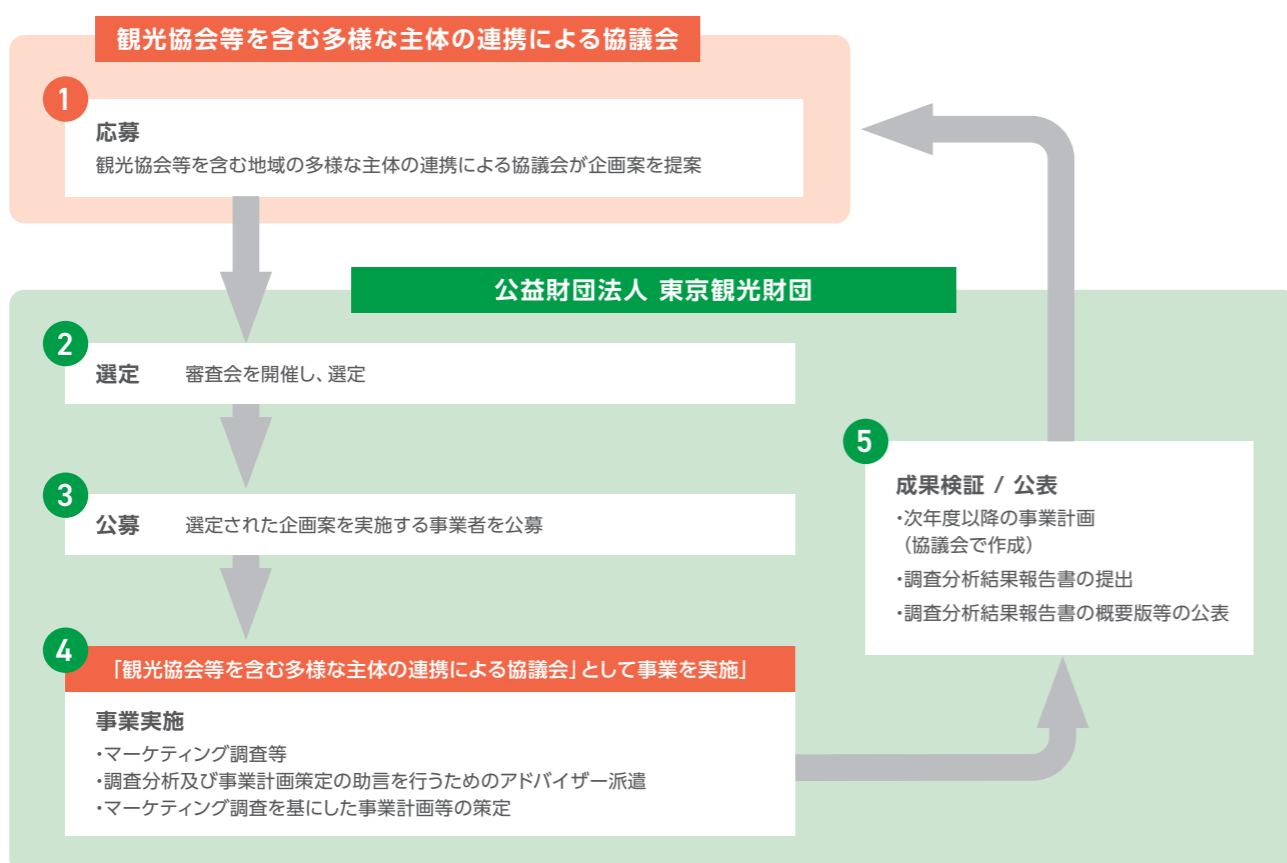 観光協会等を含む多様な主体の連携による協議会
1
応募
観光協会等を含む地域の多様な主体の連携による協議会が企画案を提案
公益財団法人 東京観光財団
2
選定 審査会を開催し、選定
3
公募 選定された企画案を実施する事業者を公募
4
「観光協会等を含む多様な主体の連携による協議会」として事業を実施」
事業実施
・マーケティング調査等
・調査分析及び事業計画策定の助言を行うためのアドバイザー派遣
・マーケティング調査を基にした事業計画等の策定
5
成果検証 / 公表
・次年度以降の事業計画
（協議会で作成）
・調査分析結果報告書の提出
・調査分析結果報告書の概要版等の公表